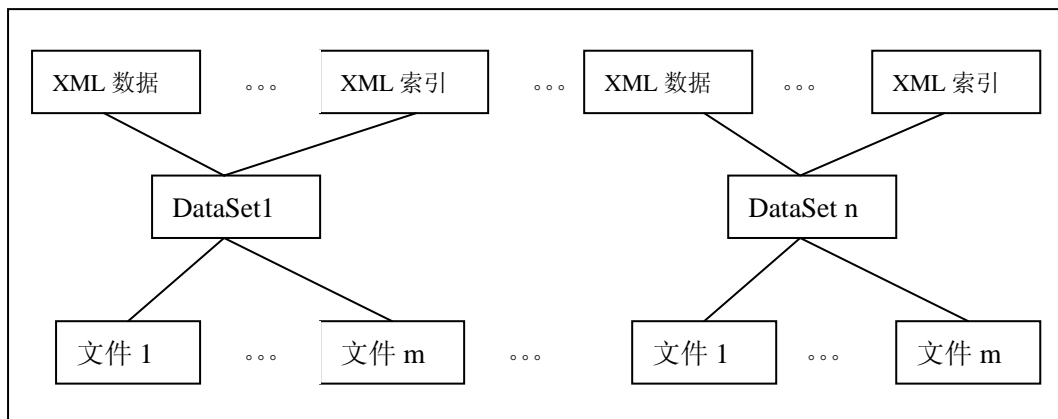 XML 数据 。。。 XML 索引 。。。 XML 数据 。。。 XML 索引
DataSet1 DataSet n
文件 1 。。。 文件 m 。。。 文件 1 。。。 文件 m